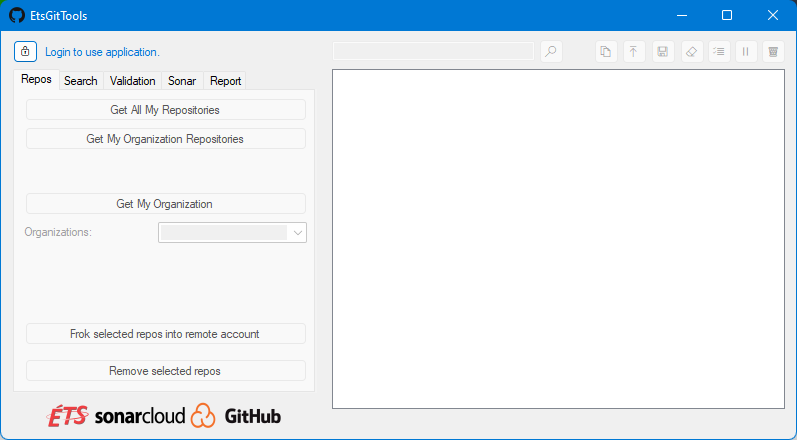 EtsGitTools
Login to use application.
Repos Search Validation Sonar Report
Get All My Repositories
Get My Organization Repositories
Get My Organization
Organizations:
Frok selected repos into remote account
Remove selected repos
ÉTS sonarcloud GitHub